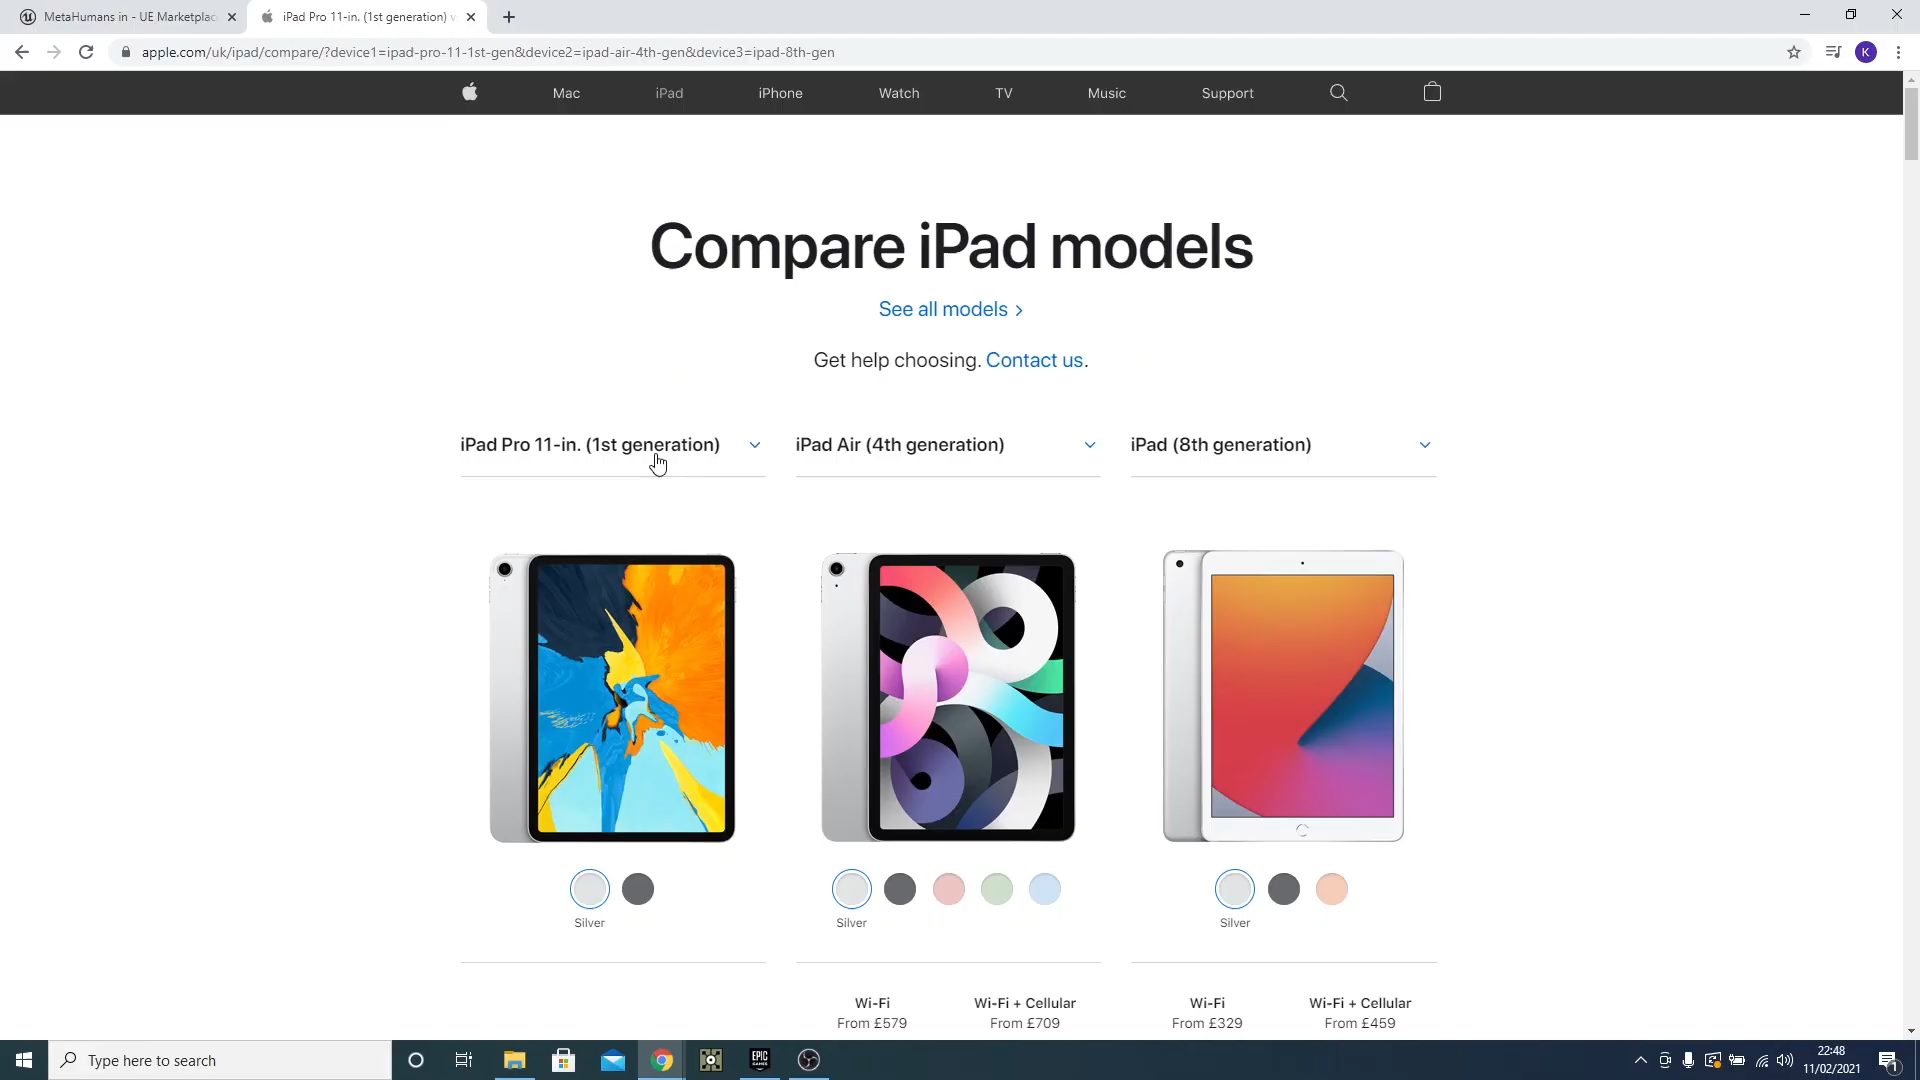 MetaHumans in - UE Marketplac
iPad Pro 11-in. (1st generation) v
apple.com/uk/ipad/compare/?device1=ipad-pro-11-1st-gen&device2=ipad-air-4th-gen&device3=ipad-8th-gen
K
Mac iPad iPhone Watch TV Music Support
Compare iPad models
See all models >
Get help choosing. Contact us.
iPad Pro 11-in. (1st generation) iPad Air (4th generation) iPad (8th generation)
Silver Silver Silver
Wi-Fi Wi-Fi + Cellular Wi-Fi Wi-Fi + Cellular
From £579 From £709 From £329 From £459
Type here to search
EPIC GAMES
22:48
11/02/2021
1